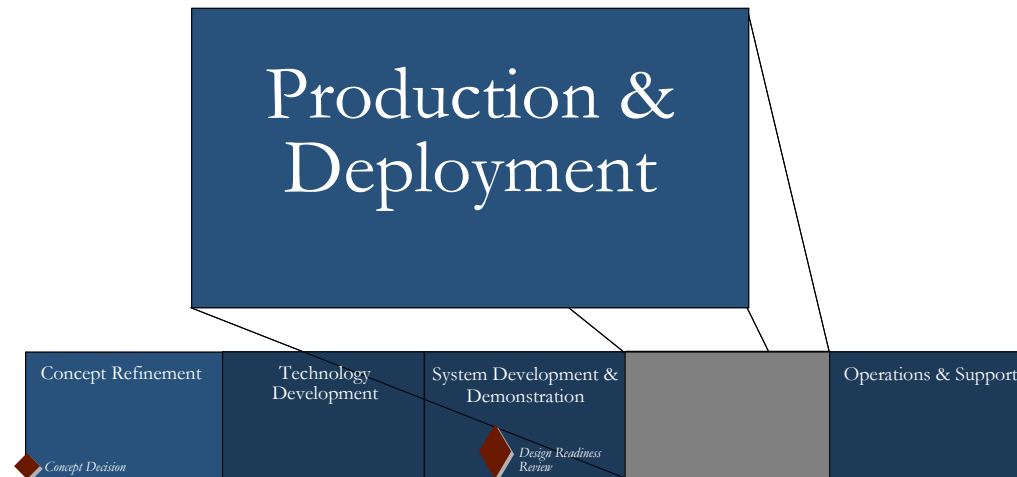 Production &
Deployment
Concept Refinement
Technology
Development
System Development &
Demonstration
Operations & Support
Concept Decision
Design Readiness
Review